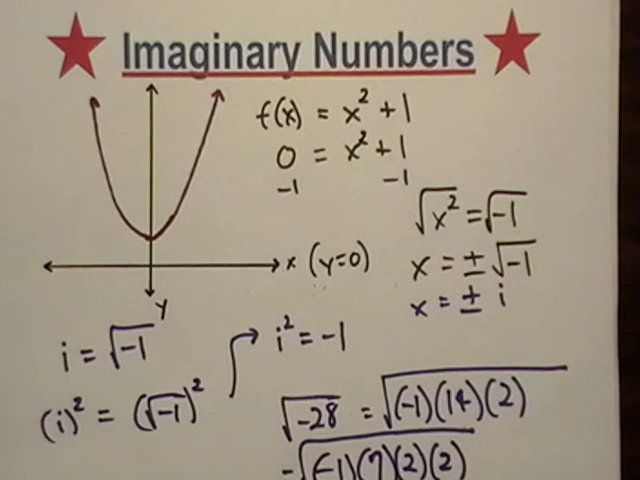 Imaginary Numbers
f(x) = x² + 1
0 = x² + 1
-1 -1
√x² = √-1
x = ± √-1
x = ± i
x (y=0)
y
i = √-1
(i)² = (√-1)²
i² = -1
√-28 = √(-1)(14)(2)
=√(-1)(7)(2)(2)